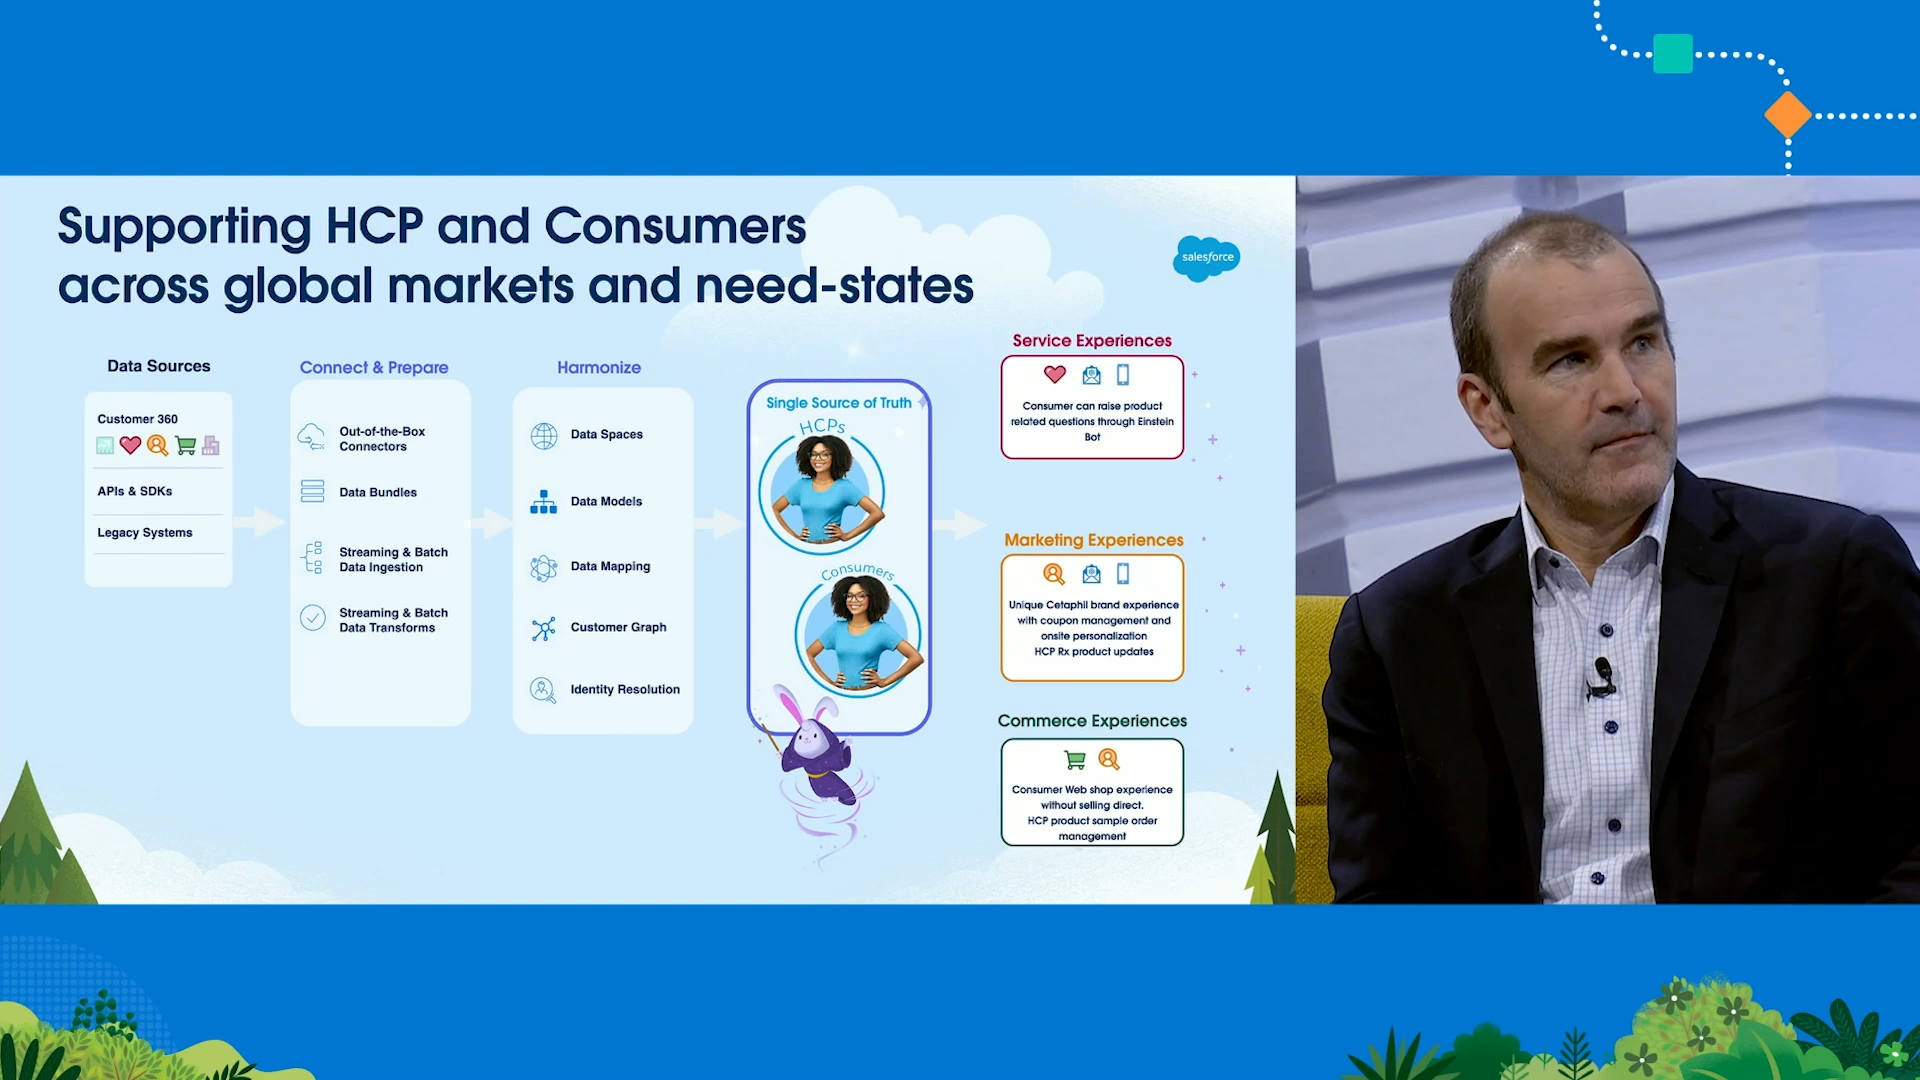 Supporting HCP and Consumers
across global markets and need-states
salesforce
Data Sources
Customer 360
APIs & SDKs
Legacy Systems
Connect & Prepare
Out-of-the-Box
Connectors
Data Bundles
Streaming & Batch
Data Ingestion
Streaming & Batch
Data Transforms
Harmonize
Data Spaces
Data Models
Data Mapping
Customer Graph
Identity Resolution
Single Source of Truth
HCPs
Consumers
Service Experiences
Consumer can raise product
related questions through Einstein
Bot
Marketing Experiences
Unique Cetaphil brand experience
with coupon management and
onsite personalization
HCP Rx product updates
Commerce Experiences
Consumer Web shop experience
without selling direct.
HCP product sample order
management